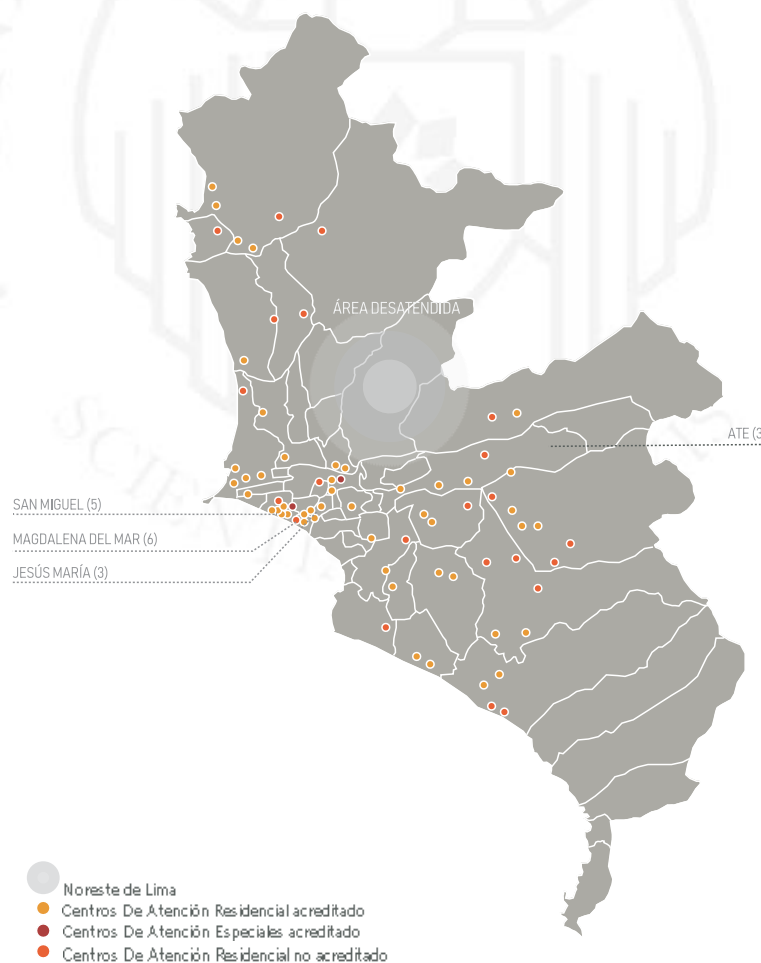 ÁREA DESATENDIDA
ATE (3
SAN MIGUEL (5)
MAGDALENA DEL MAR (6)
JESÚS MARÍA (3)
Noreste de Lima
Centros De Atención Residencial acreditado
Centros De Atención Especiales acreditado
Centros De Atención Residencial no acreditado